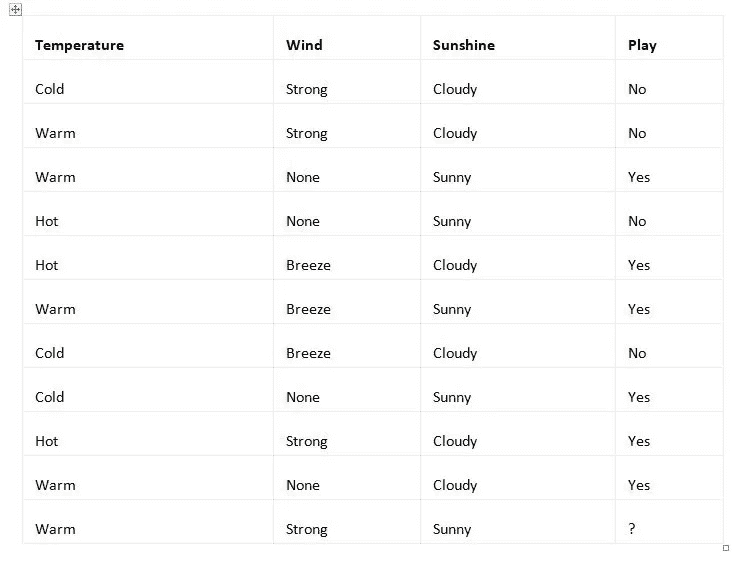 Temperature Wind Sunshine Play
Cold Strong Cloudy No
Warm Strong Cloudy No
Warm None Sunny Yes
Hot None Sunny No
Hot Breeze Cloudy Yes
Warm Breeze Sunny Yes
Cold Breeze Cloudy No
Cold None Sunny Yes
Hot Strong Cloudy Yes
Warm None Cloudy Yes
Warm Strong Sunny ?